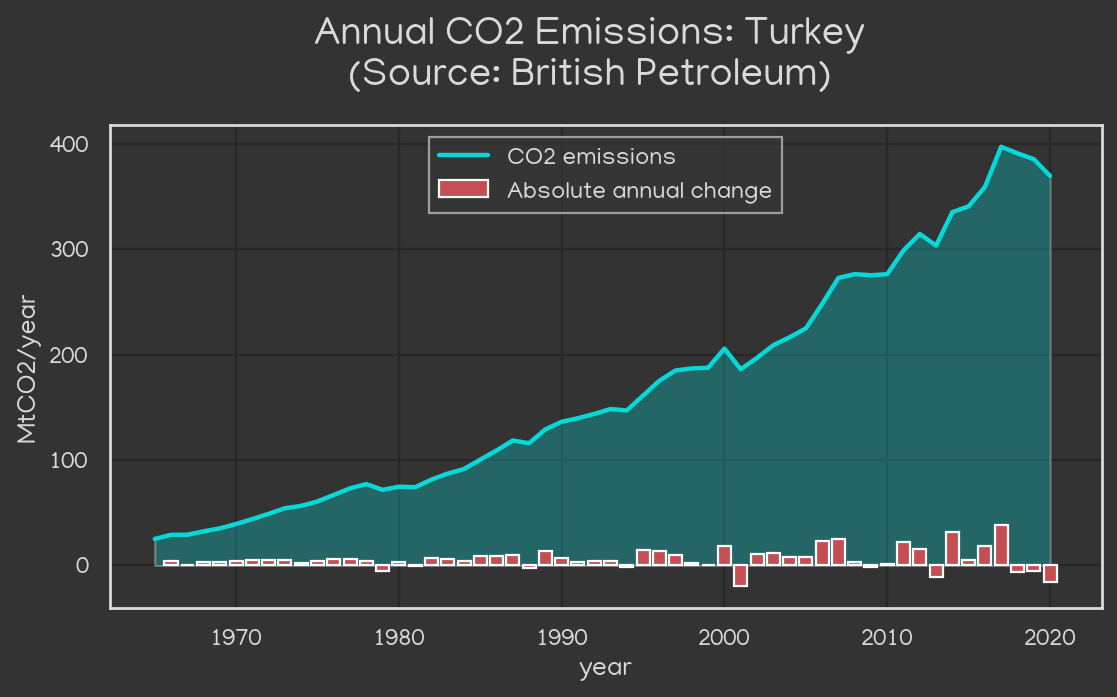 Annual CO2 Emissions: Turkey
(Source: British Petroleum)
CO2 emissions
Absolute annual change
MtCO2/year
400
300
200
100
0
1970 1980 1990 2000 2010 2020
year